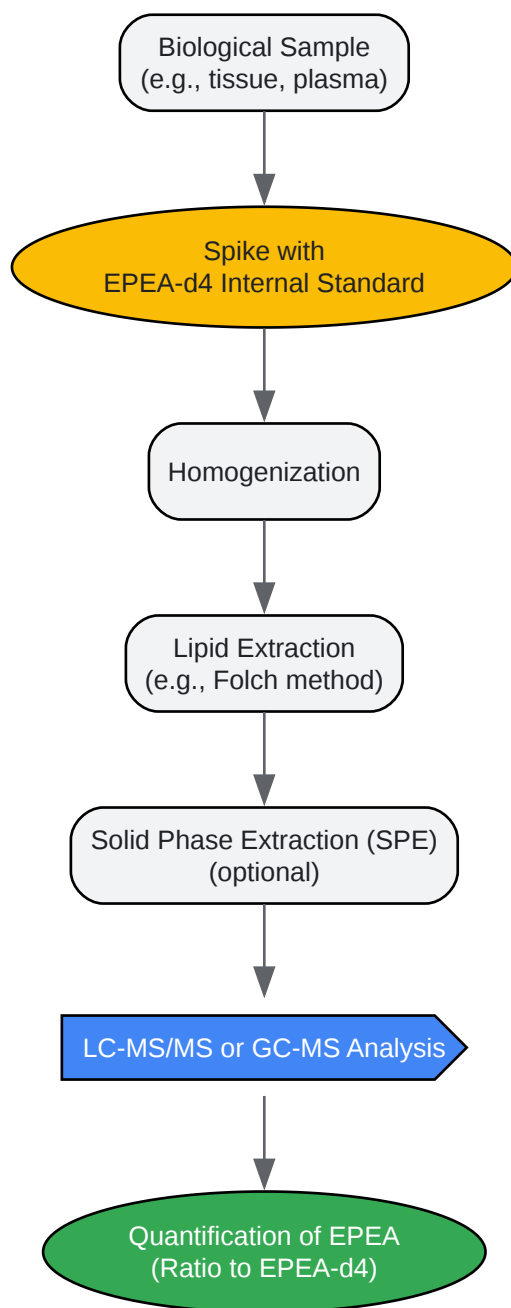 Biological Sample
(e.g., tissue, plasma)
Spike with
EPEA-d4 Internal Standard
Homogenization
Lipid Extraction
(e.g., Folch method)
Solid Phase Extraction (SPE)
(optional)
LC-MS/MS or GC-MS Analysis
Quantification of EPEA
(Ratio to EPEA-d4)